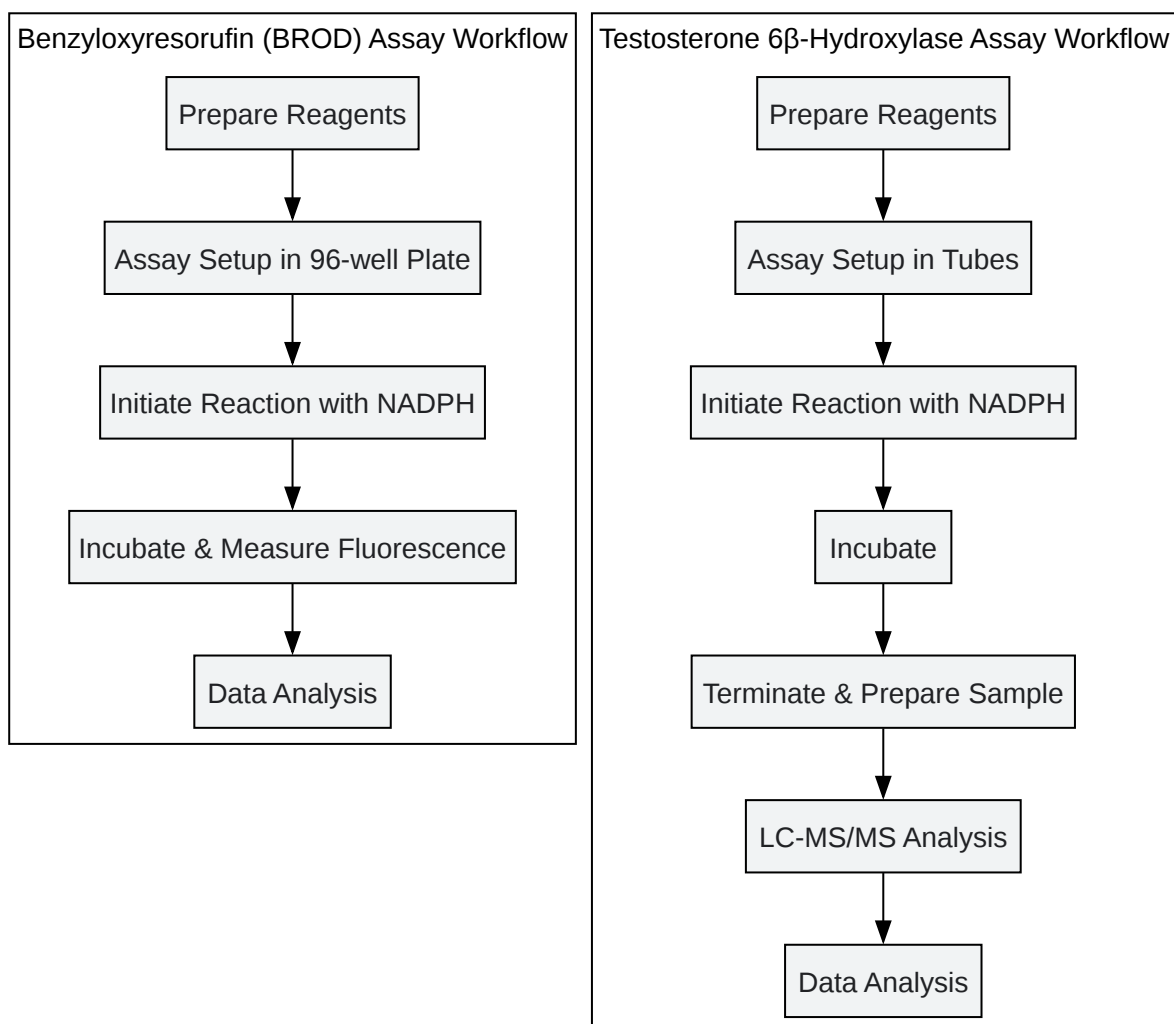 Benzyloxyresorufin (BROD) Assay Workflow
Prepare Reagents
Assay Setup in 96-well Plate
Initiate Reaction with NADPH
Incubate & Measure Fluorescence
Data Analysis
Testosterone 6β-Hydroxylase Assay Workflow
Prepare Reagents
Assay Setup in Tubes
Initiate Reaction with NADPH
Incubate
Terminate & Prepare Sample
LC-MS/MS Analysis
Data Analysis